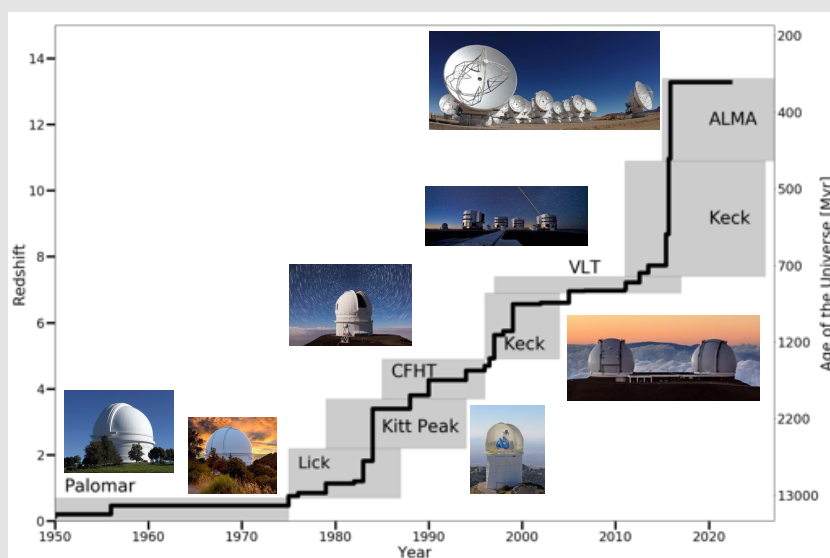 14
12
10
8
6
4
2
0
Redshift
1950
1960
1970
1980
1990
2000
2010
2020
Year
200
400
500
700
1200
2200
13000
Age of the Universe [Myr]
ALMA
Keck
VLT
Keck
CFHT
Kitt Peak
Lick
Palomar